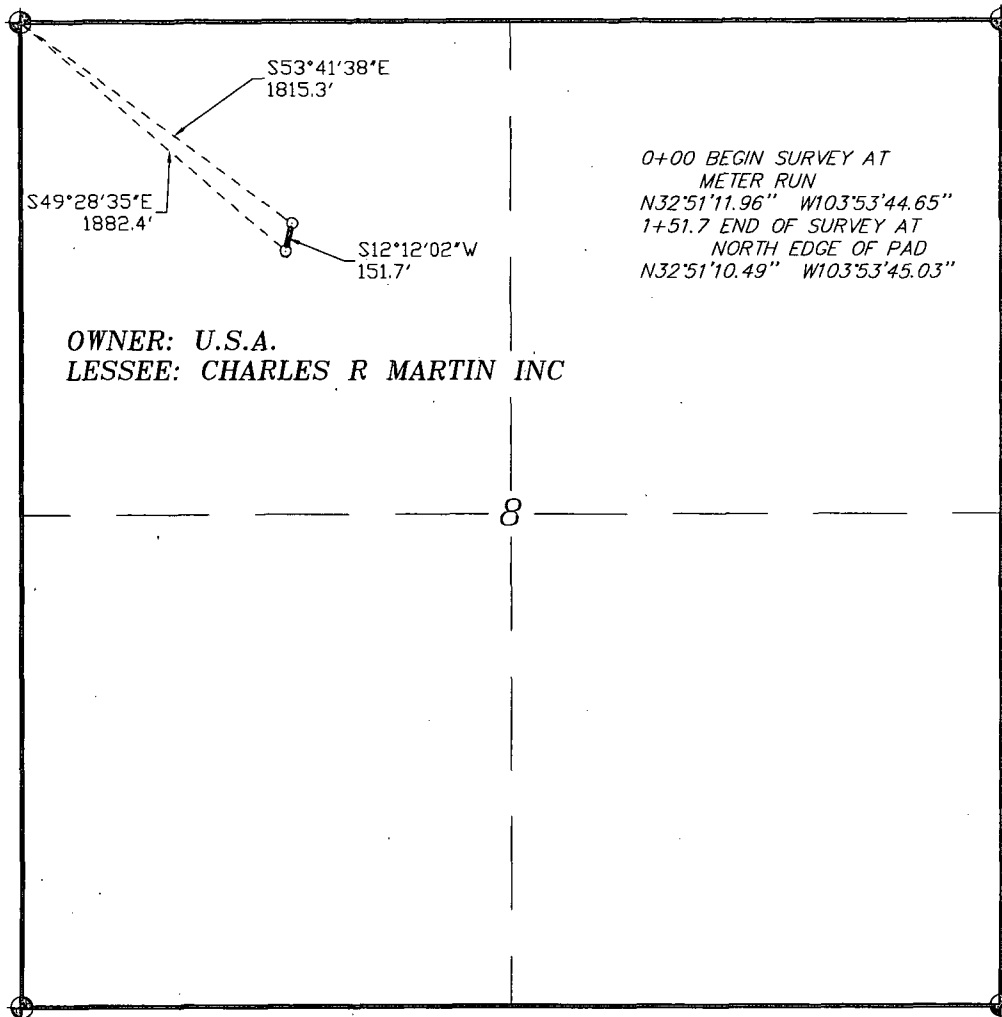 S53°41'38"E
1815.3'
S49°28'35"E
1882.4'
S12°12'02"W
151.7'
0+00 BEGIN SURVEY AT
METER RUN
N32°51'11.96" W103°53'44.65"
1+51.7 END OF SURVEY AT
NORTH EDGE OF PAD
N32°51'10.49" W103°53'45.03"
OWNER: U.S.A.
LESSEE: CHARLES R MARTIN INC
8